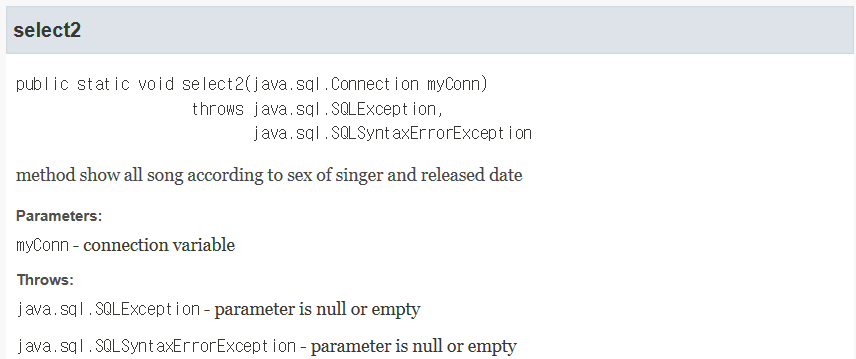 select2
public static void select2(java.sql.Connection myConn)
throws java.sql.SQLException,
java.sql.SQLSyntaxErrorException
method show all song according to sex of singer and released date
Parameters:
myConn - connection variable
Throws:
java.sql.SQLException - parameter is null or empty
java.sql.SQLSyntaxErrorException - parameter is null or empty